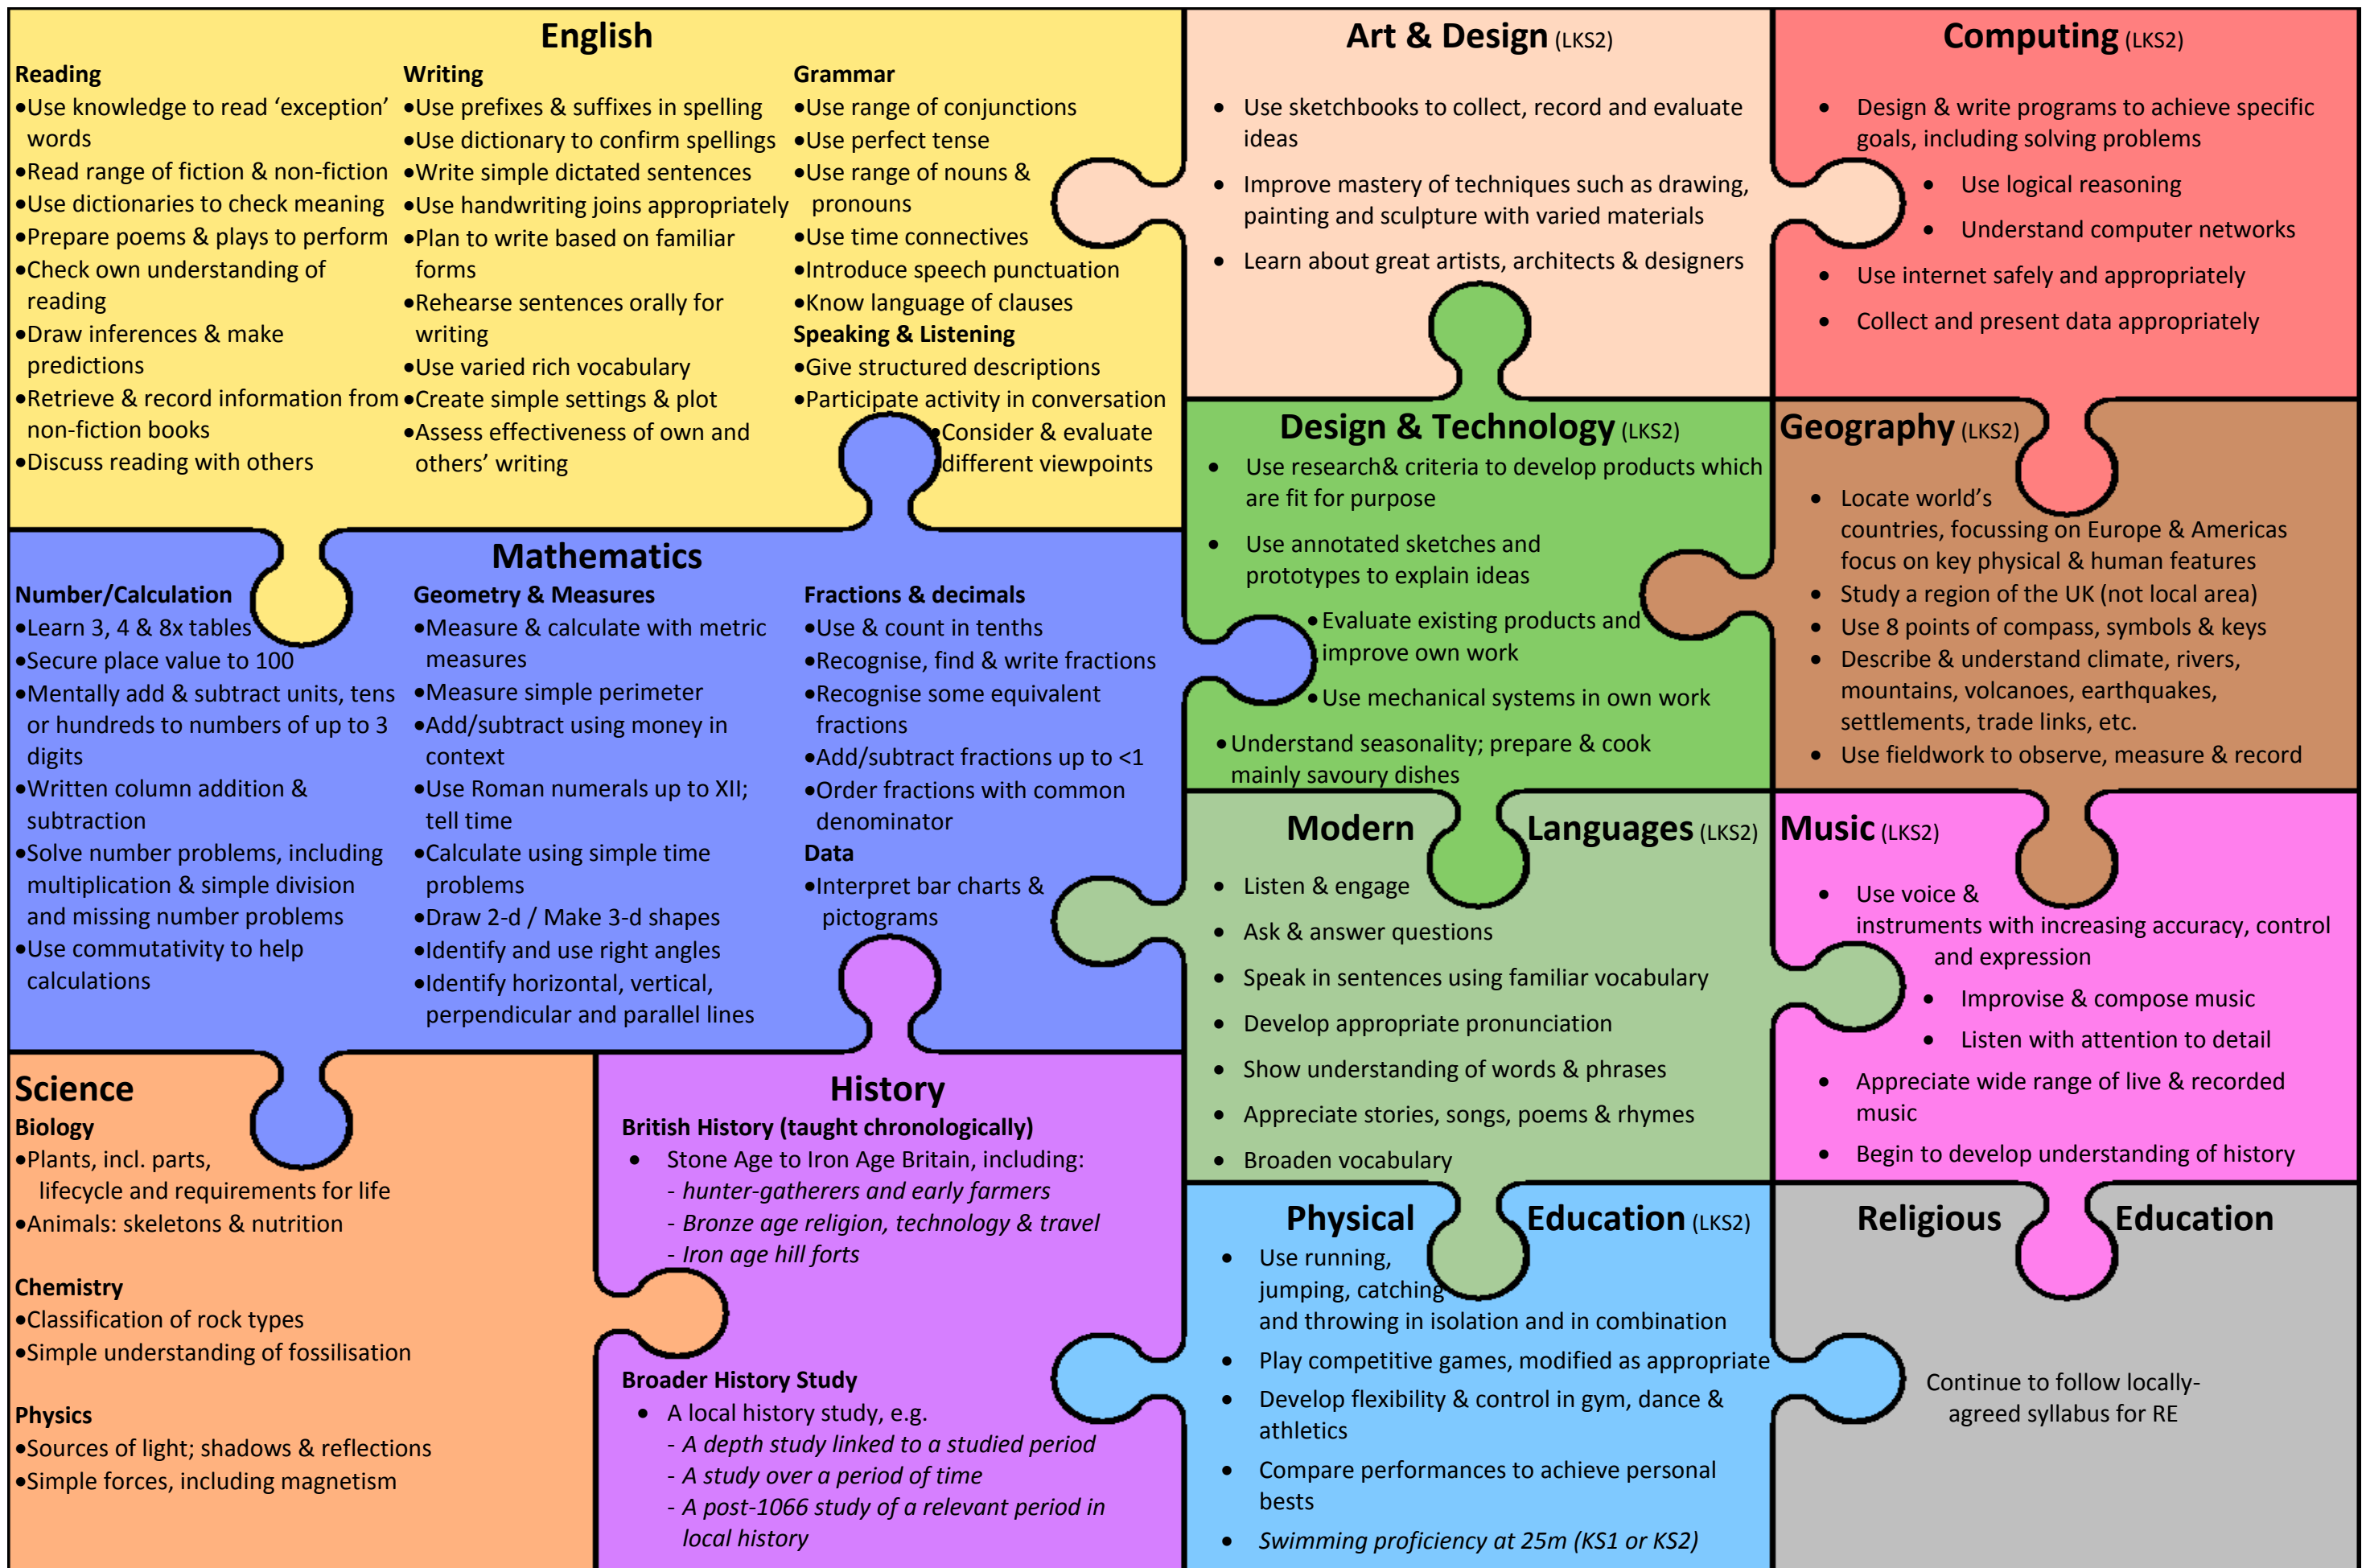 English
Reading
•Use knowledge to read ‘exception’
words
•Read range of fiction & non-fiction
•Use dictionaries to check meaning
•Prepare poems & plays to perform
•Check own understanding of
reading
•Draw inferences & make
predictions
•Retrieve & record information from
non-fiction books
•Discuss reading with others
Writing
•Use prefixes & suffixes in spelling
•Use dictionary to confirm spellings
•Write simple dictated sentences
•Use handwriting joins appropriately
•Plan to write based on familiar
forms
•Rehearse sentences orally for
writing
•Use varied rich vocabulary
•Create simple settings & plot
•Assess effectiveness of own and
others’ writing
Grammar
•Use range of conjunctions
•Use perfect tense
•Use range of nouns &
pronouns
•Use time connectives
•Introduce speech punctuation
•Know language of clauses
Speaking & Listening
•Give structured descriptions
•Participate activity in conversation
•Consider & evaluate
different viewpoints
Art & Design (LKS2)
• Use sketchbooks to collect, record and evaluate
ideas
• Improve mastery of techniques such as drawing,
painting and sculpture with varied materials
• Learn about great artists, architects & designers
Computing (LKS2)
• Design & write programs to achieve specific
goals, including solving problems
• Use logical reasoning
• Understand computer networks
• Use internet safely and appropriately
• Collect and present data appropriately
Mathematics
Number/Calculation
•Learn 3, 4 & 8x tables
•Secure place value to 100
•Mentally add & subtract units, tens
or hundreds to numbers of up to 3
digits
•Written column addition &
subtraction
•Solve number problems, including
multiplication & simple division
and missing number problems
•Use commutativity to help
calculations
Geometry & Measures
•Measure & calculate with metric
measures
•Measure simple perimeter
•Add/subtract using money in
context
•Use Roman numerals up to XII;
tell time
•Calculate using simple time
problems
•Draw 2-d / Make 3-d shapes
•Identify and use right angles
•Identify horizontal, vertical,
perpendicular and parallel lines
Fractions & decimals
•Use & count in tenths
•Recognise, find & write fractions
•Recognise some equivalent
fractions
•Add/subtract fractions up to <1
•Order fractions with common
denominator
Data
•Interpret bar charts &
pictograms
Design & Technology (LKS2)
• Use research& criteria to develop products which
are fit for purpose
• Use annotated sketches and
prototypes to explain ideas
•Evaluate existing products and
improve own work
•Use mechanical systems in own work
•Understand seasonality; prepare & cook
mainly savoury dishes
Geography (LKS2)
• Locate world’s
countries, focussing on Europe & Americas
focus on key physical & human features
• Study a region of the UK (not local area)
• Use 8 points of compass, symbols & keys
• Describe & understand climate, rivers,
mountains, volcanoes, earthquakes,
settlements, trade links, etc.
• Use fieldwork to observe, measure & record
Modern Languages (LKS2)
• Listen & engage
• Ask & answer questions
• Speak in sentences using familiar vocabulary
• Develop appropriate pronunciation
• Show understanding of words & phrases
• Appreciate stories, songs, poems & rhymes
• Broaden vocabulary
Music (LKS2)
• Use voice &
instruments with increasing accuracy, control
and expression
• Improvise & compose music
• Listen with attention to detail
• Appreciate wide range of live & recorded
music
• Begin to develop understanding of history
Science
Biology
•Plants, incl. parts,
lifecycle and requirements for life
•Animals: skeletons & nutrition
Chemistry
•Classification of rock types
•Simple understanding of fossilisation
Physics
•Sources of light; shadows & reflections
•Simple forces, including magnetism
History
British History (taught chronologically)
• Stone Age to Iron Age Britain, including:
- hunter-gatherers and early farmers
- Bronze age religion, technology & travel
- Iron age hill forts
Broader History Study
• A local history study, e.g.
- A depth study linked to a studied period
- A study over a period of time
- A post-1066 study of a relevant period in
local history
Physical Education (LKS2)
• Use running,
jumping, catching
and throwing in isolation and in combination
• Play competitive games, modified as appropriate
• Develop flexibility & control in gym, dance &
athletics
• Compare performances to achieve personal
bests
• Swimming proficiency at 25m (KS1 or KS2)
Religious Education
Continue to follow locally-
agreed syllabus for RE